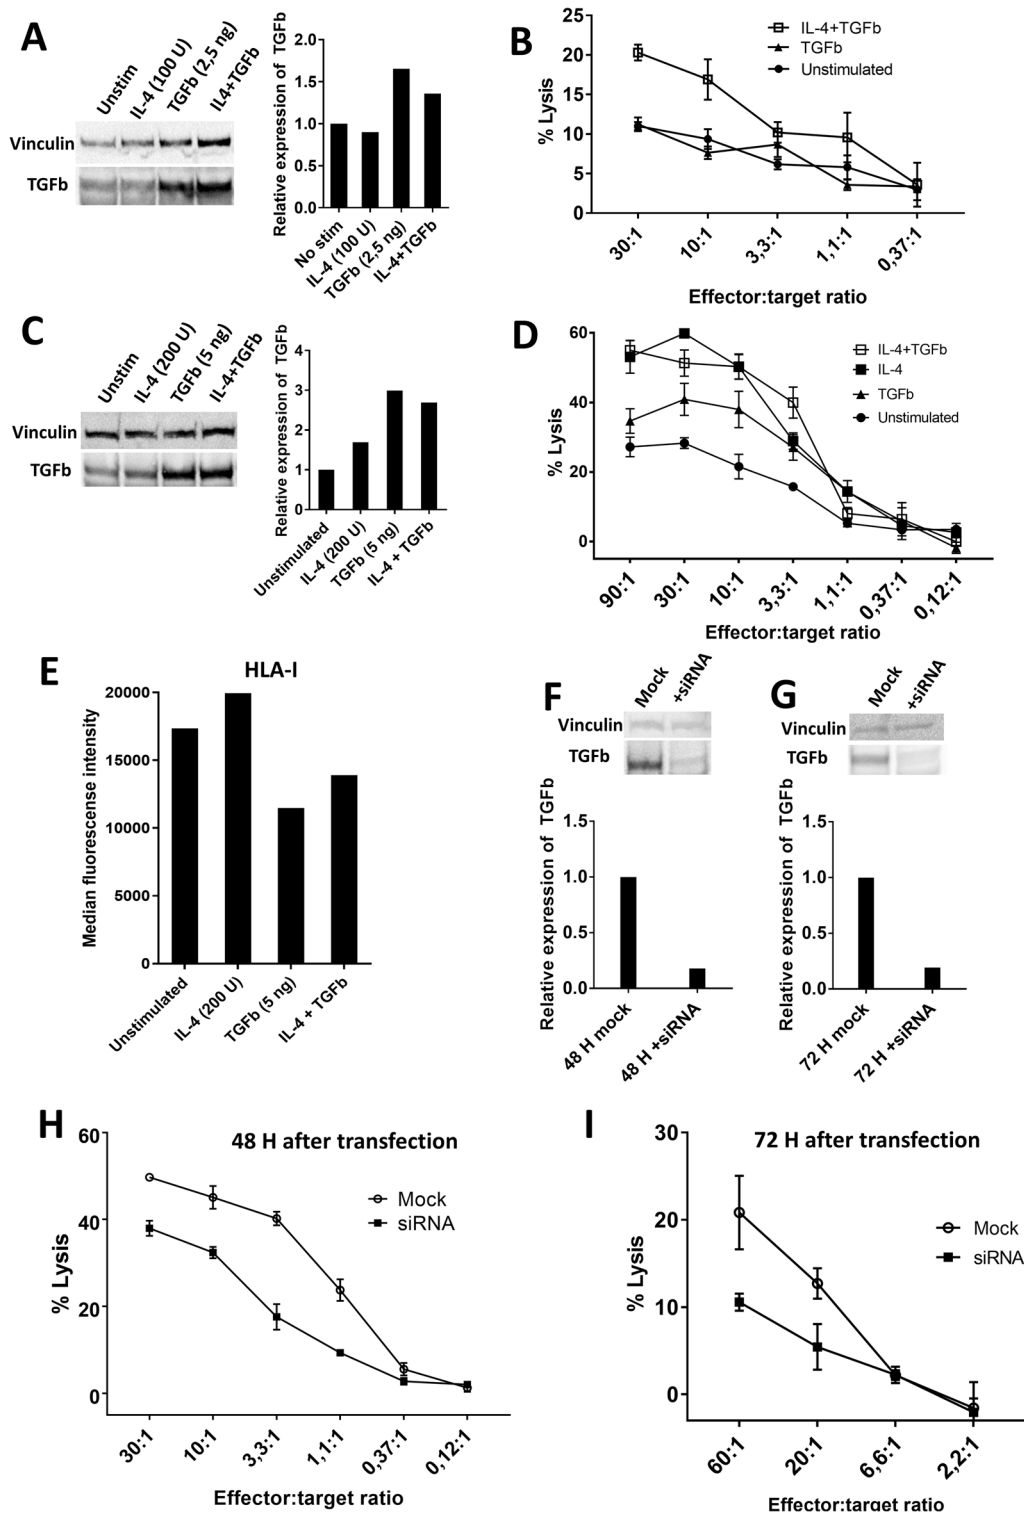 A
Unstim
IL-4 (100 U)
TGFb (2,5 ng)
IL4+TGFb
Vinculin
TGFb
Relative expression of TGFb
2.0
1.5
1.0
0.5
0.0
No stim
IL-4 (100 U)
TGFb (2,5 ng)
IL-4+TGFb
B
% Lysis
25
20
15
10
5
0
IL-4+TGFb
TGFb
Unstimulated
30:1
10:1
3,3:1
1,1:1
0,37:1
Effector:target ratio
C
Unstim
IL-4 (200 U)
TGFb (5 ng)
IL-4+TGFb
Vinculin
TGFb
Relative expression of TGFb
4
3
2
1
0
Unstimulated
IL-4 (200 U)
TGFb (5 ng)
IL-4 + TGFb
D
% Lysis
60
40
20
0
IL-4+TGFb
IL-4
TGFb
Unstimulated
90:1
30:1
10:1
3,3:1
1,1:1
0,37:1
0,12:1
Effector:target ratio
E
HLA-I
Median fluorescense intensity
20000
15000
10000
5000
0
Unstimulated
IL-4 (200 U)
TGFb (5 ng)
IL-4 + TGFb
F
Mock
+siRNA
Vinculin
TGFb
Relative expression of TGFb
1.5
1.0
0.5
0.0
48 H mock
48 H +siRNA
G
Mock
+siRNA
Vinculin
TGFb
Relative expression of TGFb
1.5
1.0
0.5
0.0
72 H mock
72 H +siRNA
H
48 H after transfection
% Lysis
60
40
20
0
Mock
siRNA
30:1
10:1
3,3:1
1,1:1
0,37:1
0,12:1
Effector:target ratio
I
72 H after transfection
% Lysis
30
20
10
0
Mock
siRNA
60:1
20:1
6,6:1
2,2:1
Effector:target ratio